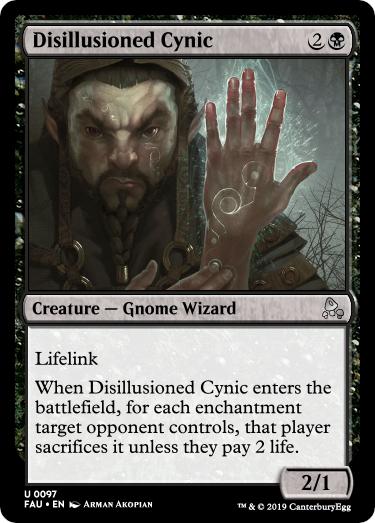 Disillusioned Cynic 2
Creature — Gnome Wizard
Lifelink
When Disillusioned Cynic enters the
battlefield, for each enchantment
target opponent controls, that player
sacrifices it unless they pay 2 life.
2/1
U 0097
FAU • EN Arman Akopian
™ & © 2019 CanterburyEgg